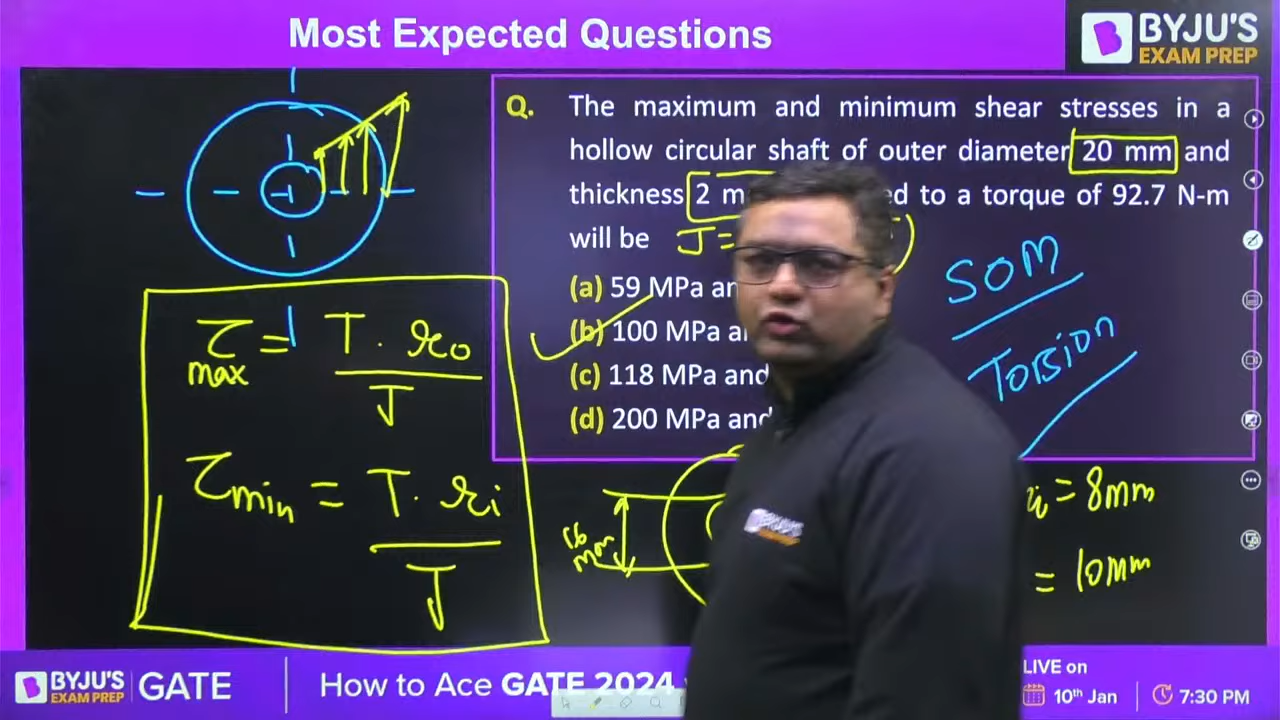 Most Expected Questions
BYJU'S
EXAM PREP
Q. The maximum and minimum shear stresses in a
hollow circular shaft of outer diameter 20 mm and
thickness 2 m to a torque of 92.7 N-m
will be J =
(a) 59 MPa
(b) 100 MPa
(c) 118 MPa and
(d) 200 MPa and
SOM
Torsion
τmax = T · ro / J
τmin = T · ri / J
16 mm
= 8mm
= 10mm
BYJU'S
EXAM PREP
GATE
How to Ace GATE 2024
LIVE on
10th Jan
7:30 PM
BYJU'S
EXAM PREP